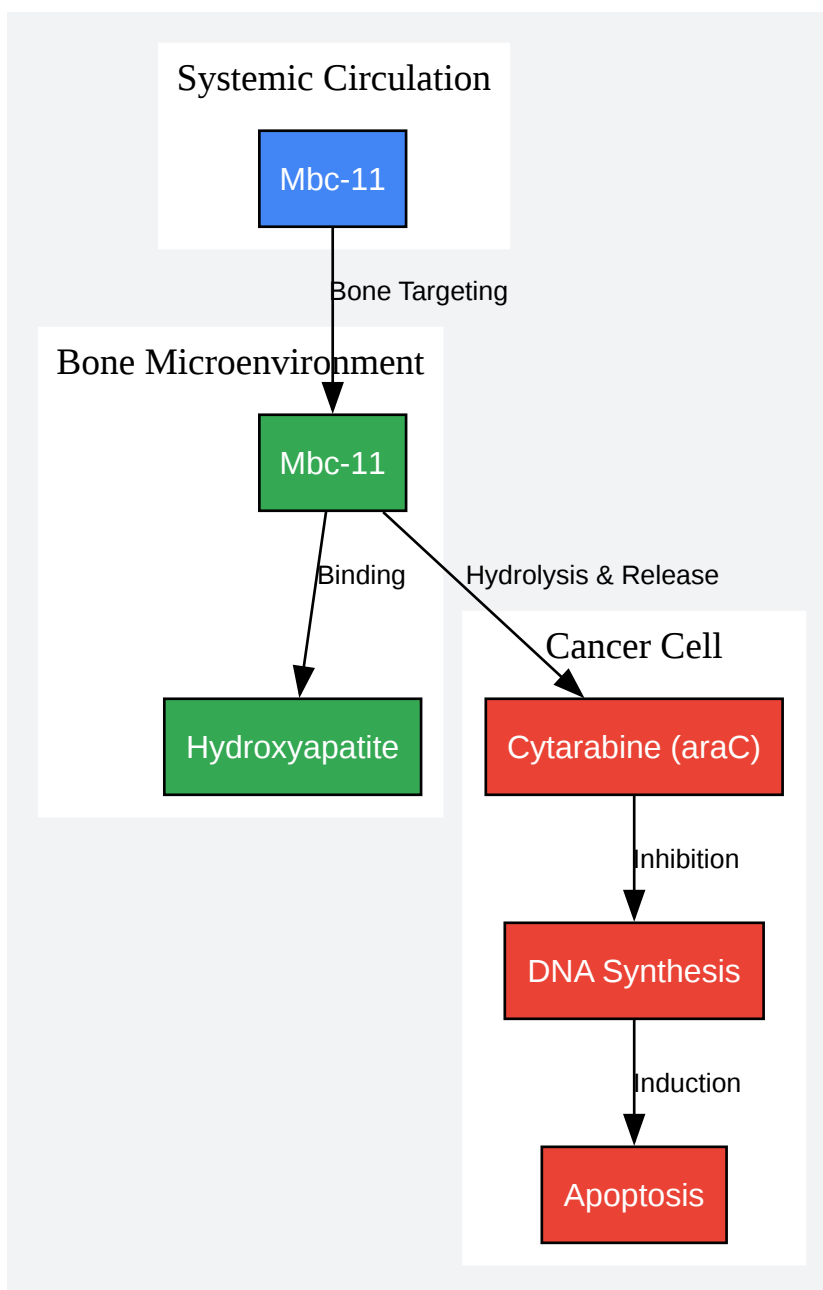 Systemic Circulation
Mbc-11
Bone Targeting
Bone Microenvironment
Mbc-11
Binding
Hydrolysis & Release
Cancer Cell
Hydroxyapatite
Cytarabine (araC)
Inhibition
DNA Synthesis
Induction
Apoptosis